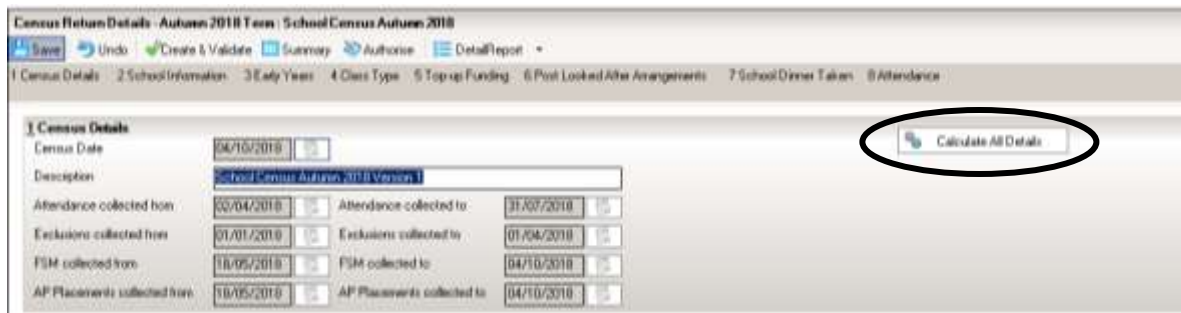 Census Return Details - Autumn 2018 Term : School Census Autumn 2018
Save Undo Create & Validate Summary Authorise DetailReport
1 Census Details 2 School Information 3 Early Years 4 Class Type 5 Top-up Funding 6 Post Looked After Arrangements 7 School Dinner Taken 8 Attendance
1 Census Details
Calculate All Details
Census Date 04/10/2018
Description School Census Autumn 2018 Version 1
Attendance collected from 02/04/2018 Attendance collected to 31/07/2018
Exclusions collected from 01/01/2018 Exclusions collected to 01/04/2018
FSM collected from 18/05/2018 FSM collected to 04/10/2018
AP Placements collected from 18/05/2018 AP Placements collected to 04/10/2018